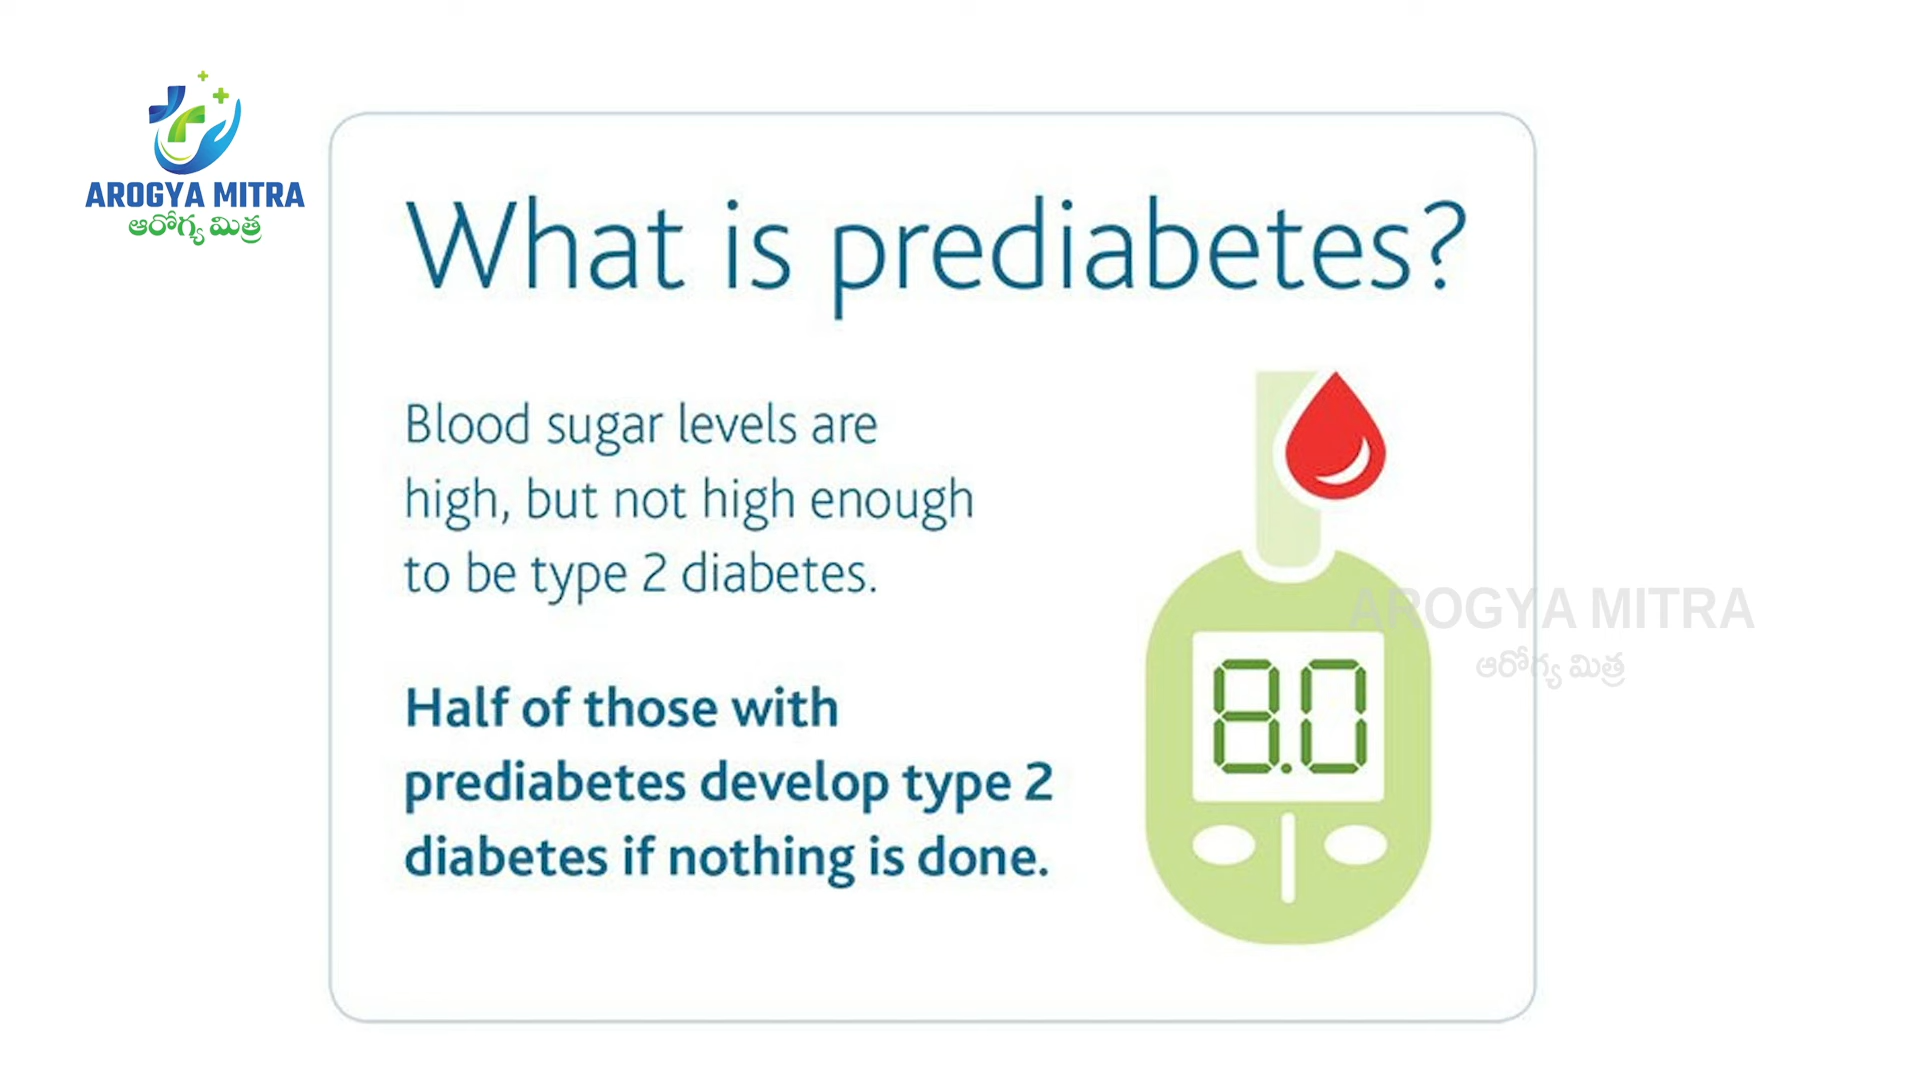 AROGYA MITRA
ఆరోగ్య మిత్ర
What is prediabetes?
Blood sugar levels are
high, but not high enough
to be type 2 diabetes.
Half of those with
prediabetes develop type 2
diabetes if nothing is done.
8.0
AROGYA MITRA
ఆరోగ్య మిత్ర